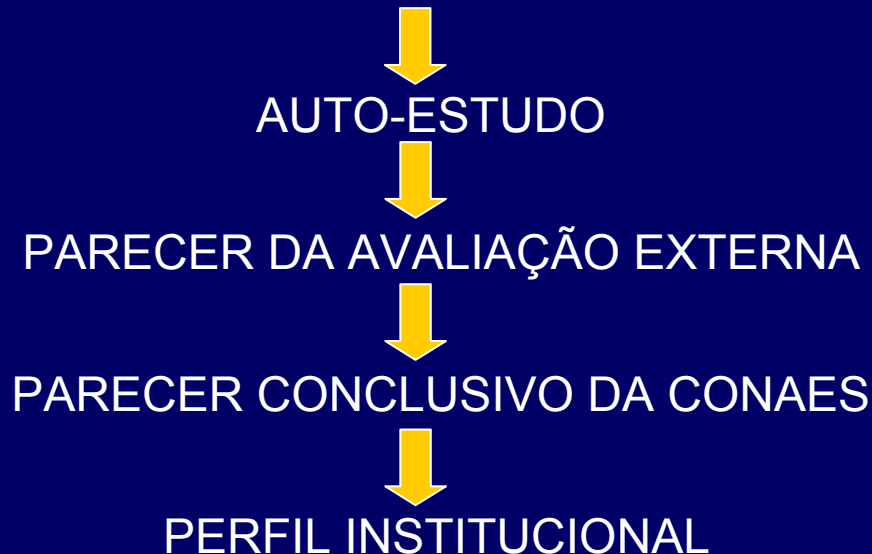 AUTO-ESTUDO
PARECER DA AVALIAÇÃO EXTERNA
PARECER CONCLUSIVO DA CONAES
PERFIL INSTITUCIONAL